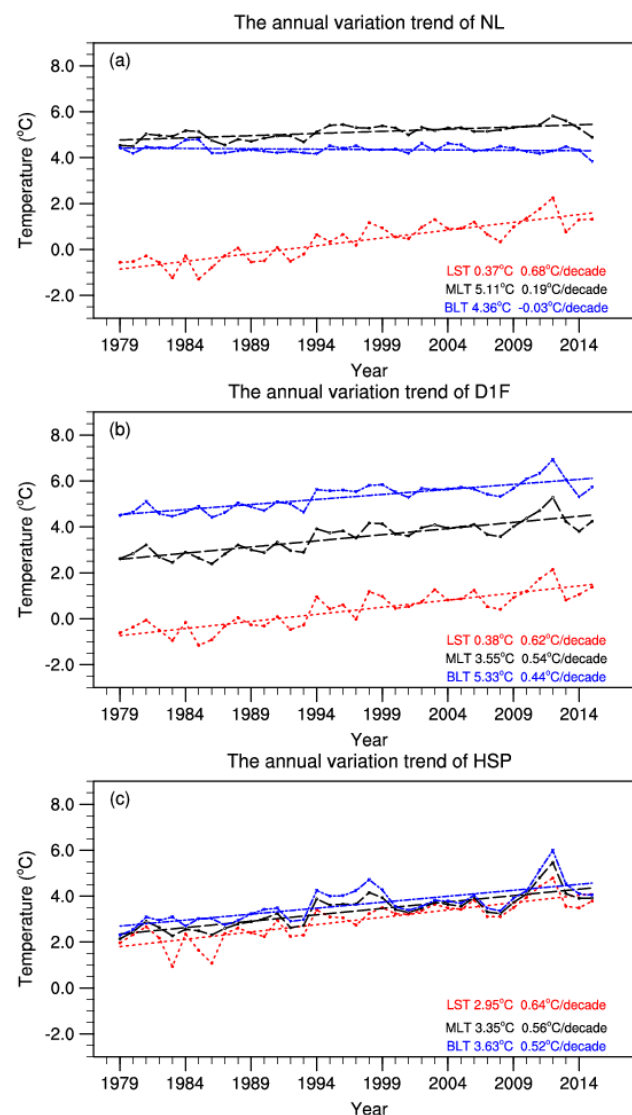 The annual variation trend of NL
(a)
8.0
6.0
4.0
2.0
0.0
-2.0
Temperature (°C)
LST 0.37°C 0.68°C/decade
MLT 5.11°C 0.19°C/decade
BLT 4.36°C -0.03°C/decade
1979 1984 1989 1994 1999 2004 2009 2014
Year
The annual variation trend of D1F
(b)
8.0
6.0
4.0
2.0
0.0
-2.0
Temperature (°C)
LST 0.38°C 0.62°C/decade
MLT 3.55°C 0.54°C/decade
BLT 5.33°C 0.44°C/decade
1979 1984 1989 1994 1999 2004 2009 2014
Year
The annual variation trend of HSP
(c)
8.0
6.0
4.0
2.0
0.0
-2.0
Temperature (°C)
LST 2.95°C 0.64°C/decade
MLT 3.35°C 0.56°C/decade
BLT 3.63°C 0.52°C/decade
1979 1984 1989 1994 1999 2004 2009 2014
Year